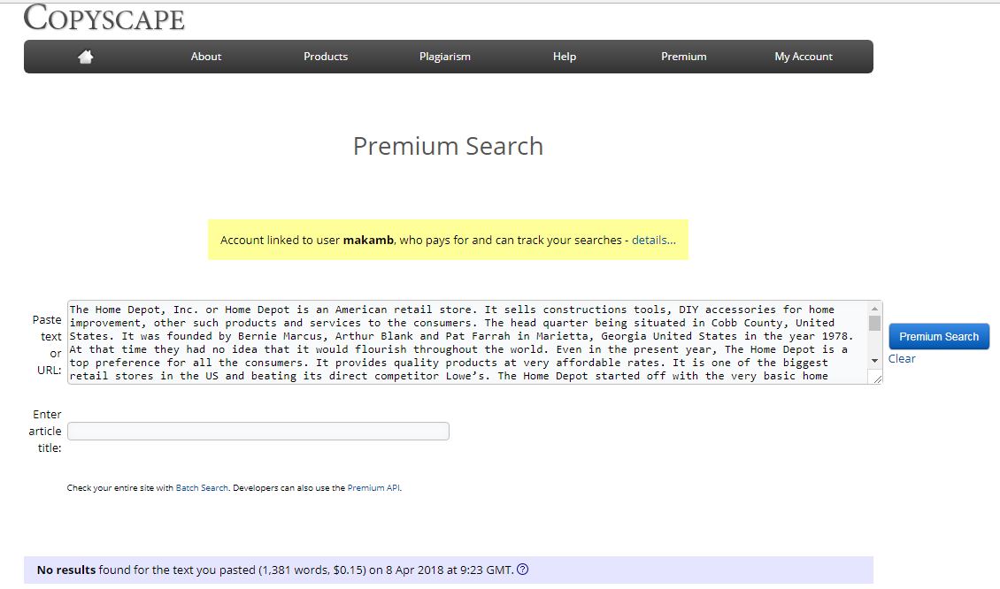 COPYSCAPE
About Products Plagiarism Help Premium My Account
Premium Search
Account linked to user makamb, who pays for and can track your searches - details...
Paste
text
or
URL:
The Home Depot, Inc. or Home Depot is an American retail store. It sells constructions tools, DIY accessories for home
improvement, other such products and services to the consumers. The head quarter being situated in Cobb County, United
States. It was founded by Bernie Marcus, Arthur Blank and Pat Farrah in Marietta, Georgia United States in the year 1978.
At that time they had no idea that it would flourish throughout the world. Even in the present year, The Home Depot is a
top preference for all the consumers. It provides quality products at very affordable rates. It is one of the biggest
retail stores in the US and beating its direct competitor Lowe’s. The Home Depot started off with the very basic home
Premium Search
Clear
Enter
article
title:
Check your entire site with Batch Search. Developers can also use the Premium API.
No results found for the text you pasted (1,381 words, $0.15) on 8 Apr 2018 at 9:23 GMT. ?